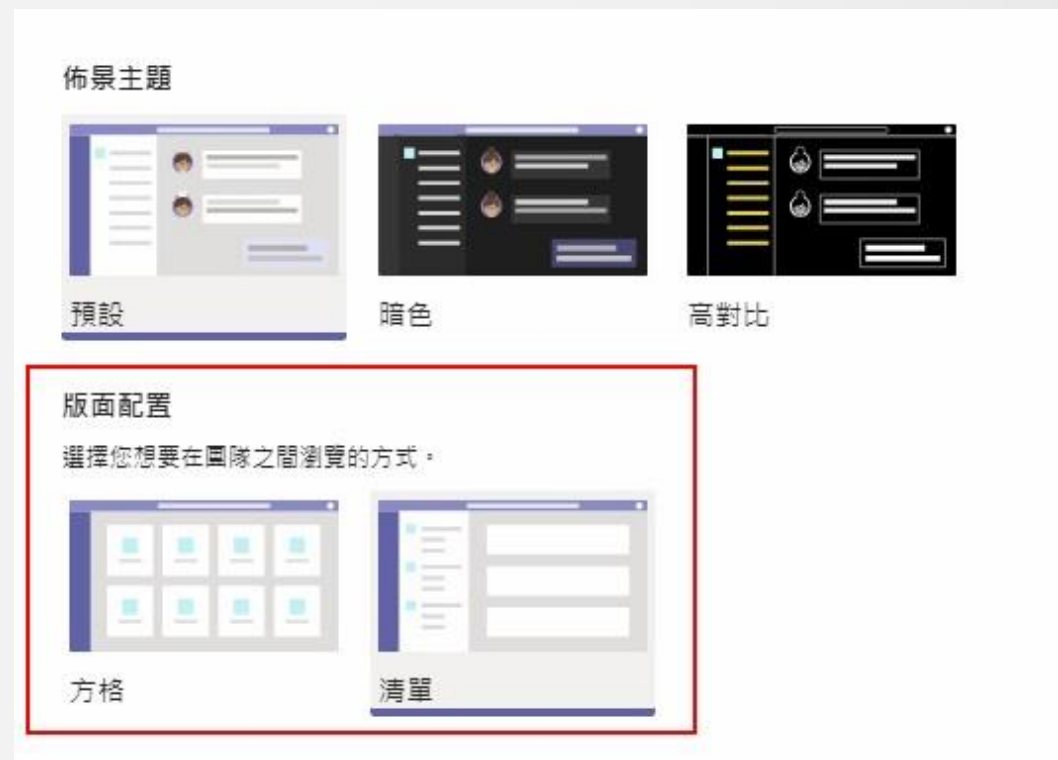 佈景主題
預設
暗色
高對比
版面配置
選擇您想要在團隊之間瀏覽的方式。
方格
清單